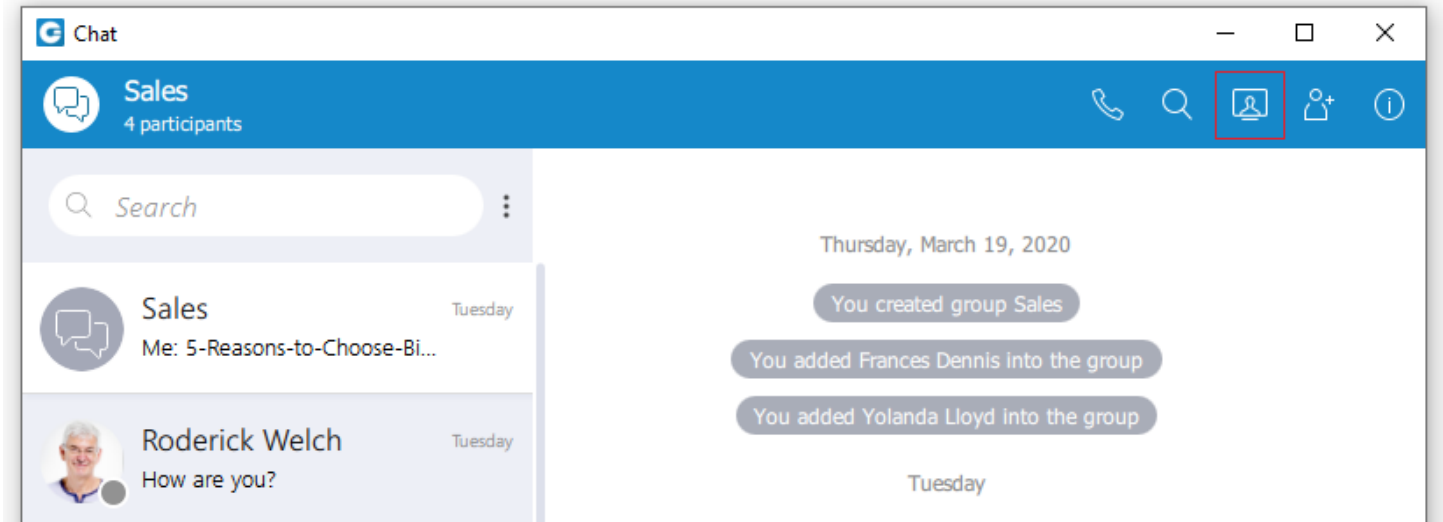 Chat
Sales
4 participants
Search
Sales
Tuesday
Me: 5-Reasons-to-Choose-Bi...
Roderick Welch
Tuesday
How are you?
Thursday, March 19, 2020
You created group Sales
You added Frances Dennis into the group
You added Yolanda Lloyd into the group
Tuesday